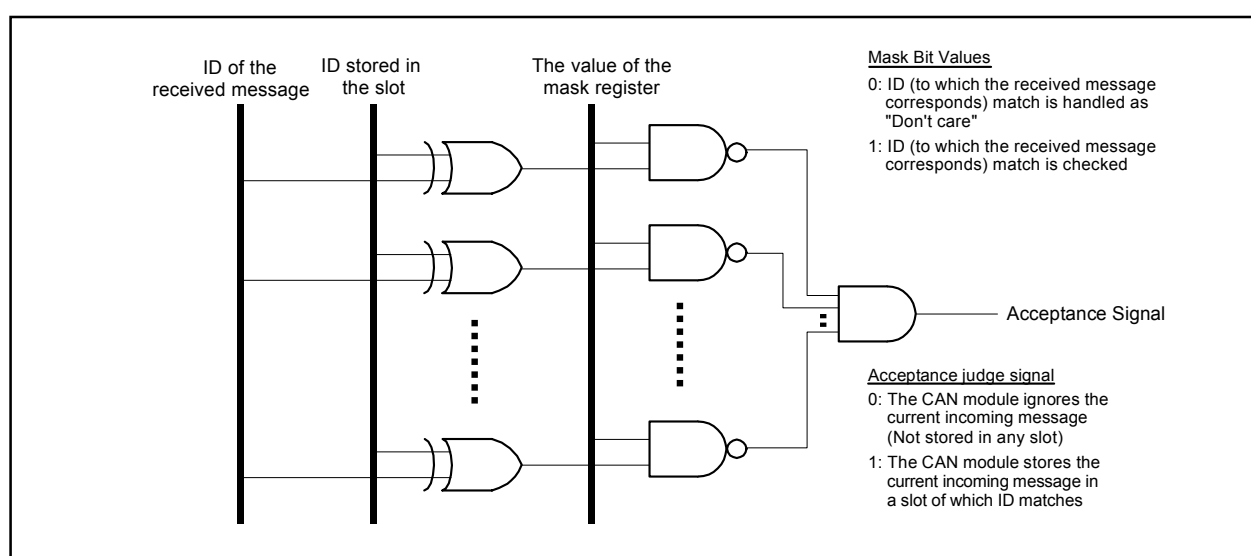 ID of the
received message
ID stored in
the slot
The value of the
mask register
Mask Bit Values
0: ID (to which the received message
corresponds) match is handled as
"Don't care"
1: ID (to which the received message
corresponds) match is checked
Acceptance Signal
Acceptance judge signal
0: The CAN module ignores the
current incoming message
(Not stored in any slot)
1: The CAN module stores the
current incoming message in
a slot of which ID matches